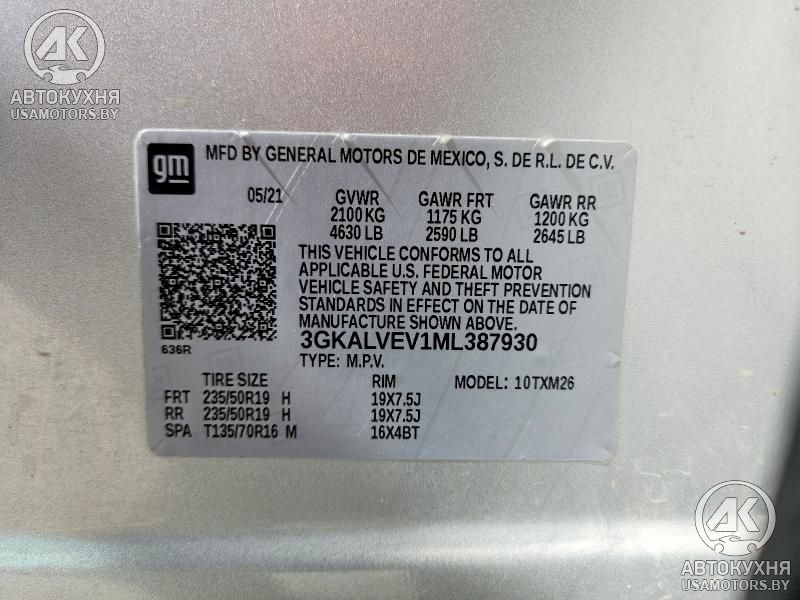 AK
АВТОКУХНЯ
USAMOTORS.BY
gm MFD BY GENERAL MOTORS DE MEXICO, S. DE R.L. DE C.V.
05/21 GVWR GAWR FRT GAWR RR
2100 KG 1175 KG 1200 KG
4630 LB 2590 LB 2645 LB
THIS VEHICLE CONFORMS TO ALL
APPLICABLE U.S. FEDERAL MOTOR
VEHICLE SAFETY AND THEFT PREVENTION
STANDARDS IN EFFECT ON THE DATE OF
MANUFACTURE SHOWN ABOVE.
636R
3GKALVEV1ML387930
TYPE: M.P.V.
TIRE SIZE RIM MODEL: 10TXM26
FRT 235/50R19 H 19X7.5J
RR 235/50R19 H 19X7.5J
SPA T135/70R16 M 16X4BT
AK
АВТОКУХНЯ
USAMOTORS.BY